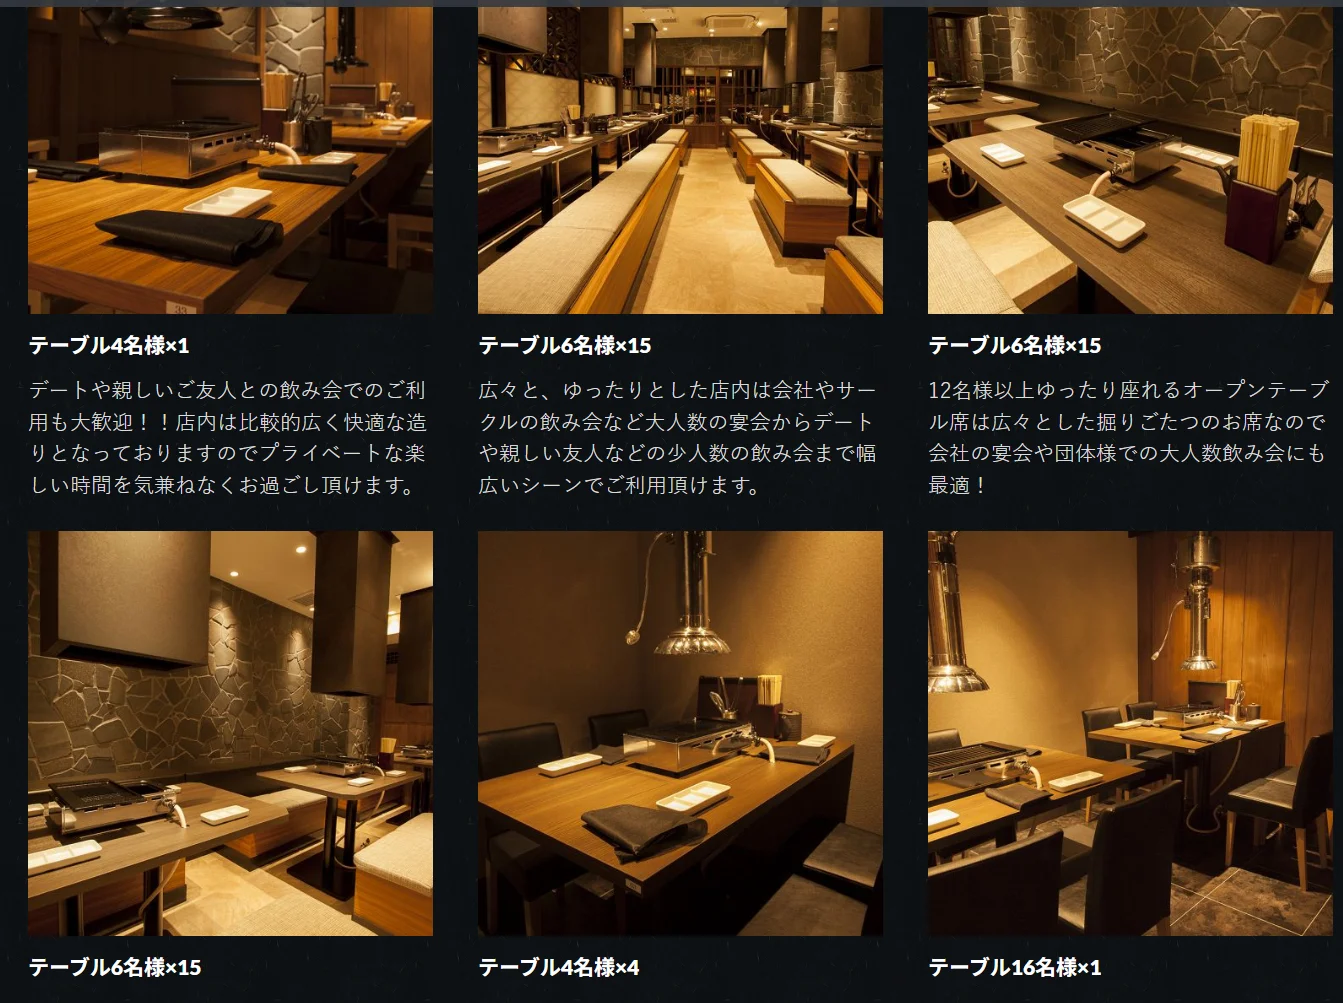 テーブル4名様×1
デートや親しいご友人との飲み会でのご利
用も大歓迎！！店内は比較的広く快適な造
りとなっておりますのでプライベートな楽
しい時間を気兼ねなくお過ごし頂けます。
テーブル6名様×15
広々と、ゆったりとした店内は会社やサー
クルの飲み会など大人数の宴会からデート
や親しい友人などの少人数の飲み会まで幅
広いシーンでご利用頂けます。
テーブル6名様×15
12名様以上ゆったり座れるオープンテーブ
ル席は広々とした掘りごたつのお席なので
会社の宴会や団体様での大人数飲み会にも
最適！
テーブル6名様×15
テーブル4名様×4
テーブル16名様×1